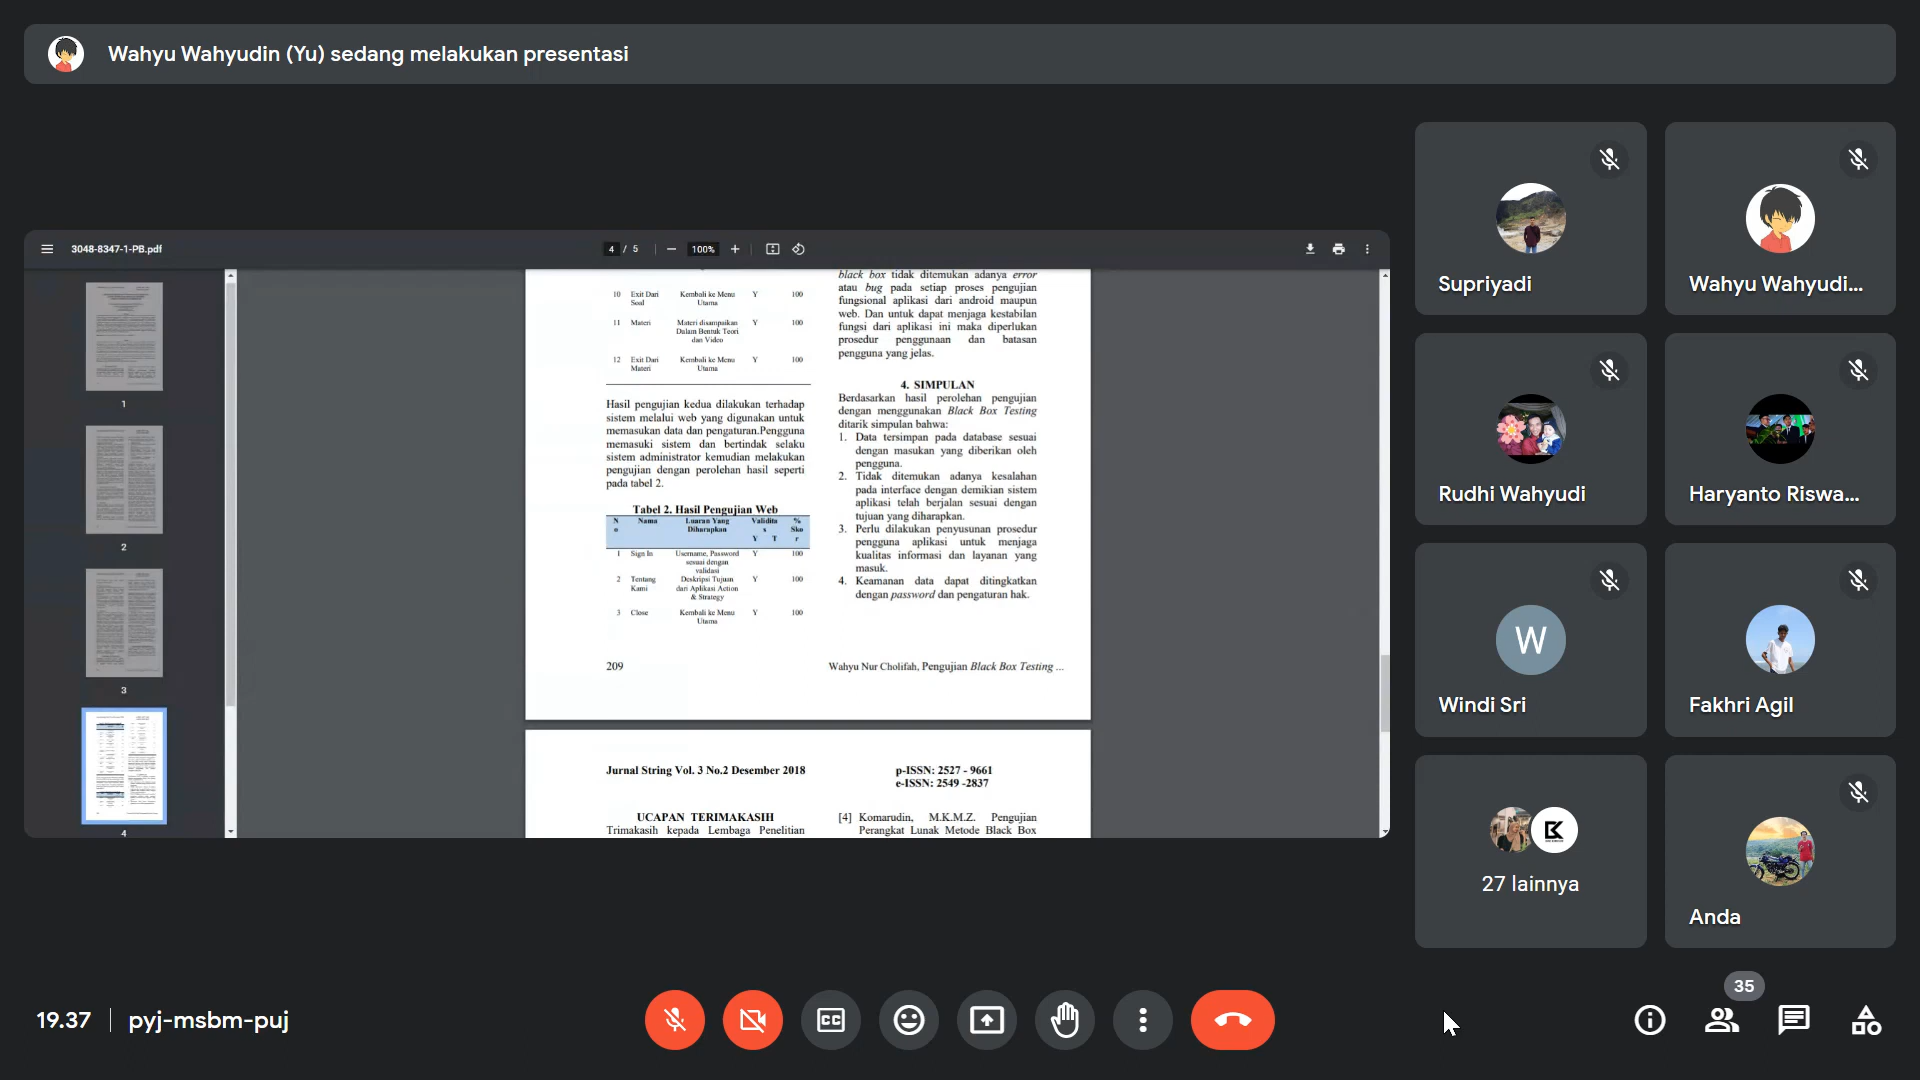 Wahyu Wahyudin (Yu) sedang melakukan presentasi
3048-8347-1-PB.pdf
4 / 5
100%
1
2
3
4
10 Exit Dari Kembali ke Menu Y 100
Soal Utama
11 Materi Materi disampaikan Y 100
Dalam Bentuk Teori
dan Video
12 Exit Dari Kembali ke Menu Y 100
Materi Utama
Hasil pengujian kedua dilakukan terhadap
sistem melalui web yang digunakan untuk
memasukan data dan pengaturan.Pengguna
memasuki sistem dan bertindak selaku
sistem administrator kemudian melakukan
pengujian dengan perolehan hasil seperti
pada tabel 2.
Tabel 2. Hasil Pengujian Web
N Nama Luaran Yang Validita %
o Diharapkan s Sko
Y T r
1 Sign In Username, Password Y 100
sesuai dengan
validasi
2 Tentang Deskripsi Tujuan Y 100
Kami dari Aplikasi Action
& Strategy
3 Close Kembali ke Menu Y 100
Utama
black box tidak ditemukan adanya error
atau bug pada setiap proses pengujian
fungsional aplikasi dari android maupun
web. Dan untuk dapat menjaga kestabilan
fungsi dari aplikasi ini maka diperlukan
prosedur penggunaan dan batasan
pengguna yang jelas.
4. SIMPULAN
Berdasarkan hasil perolehan pengujian
dengan menggunakan Black Box Testing
ditarik simpulan bahwa:
1. Data tersimpan pada database sesuai
dengan masukan yang diberikan oleh
pengguna.
2. Tidak ditemukan adanya kesalahan
pada interface dengan demikian sistem
aplikasi telah berjalan sesuai dengan
tujuan yang diharapkan.
3. Perlu dilakukan penyusunan prosedur
pengguna aplikasi untuk menjaga
kualitas informasi dan layanan yang
masuk.
4. Keamanan data dapat ditingkatkan
dengan password dan pengaturan hak.
209 Wahyu Nur Cholifah, Pengujian Black Box Testing ...
Jurnal String Vol. 3 No.2 Desember 2018
p-ISSN: 2527 - 9661
e-ISSN: 2549 -2837
UCAPAN TERIMAKASIH
Trimakasih kepada Lembaga Penelitian
[4] Komarudin, M.K.M.Z. Pengujian
Perangkat Lunak Metode Black Box
Supriyadi
Wahyu Wahyudi...
Rudhi Wahyudi
Haryanto Riswa...
W
Windi Sri
Fakhri Agil
27 lainnya
Anda
19.37
pyj-msbm-puj
CC
35